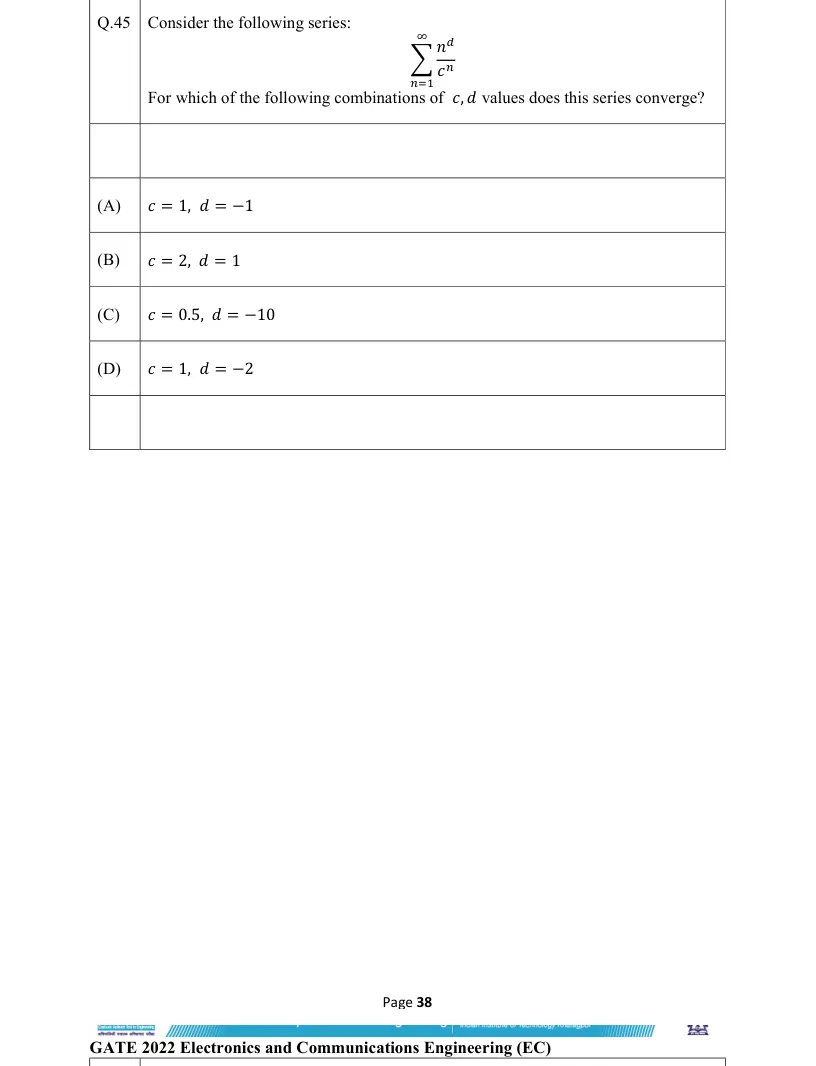 Q.45 Consider the following series:
∞
∑ n^d / c^n
n=1
For which of the following combinations of c, d values does this series converge?
(A) c = 1, d = −1
(B) c = 2, d = 1
(C) c = 0.5, d = −10
(D) c = 1, d = −2
Page 38
GATE 2022 Electronics and Communications Engineering (EC)